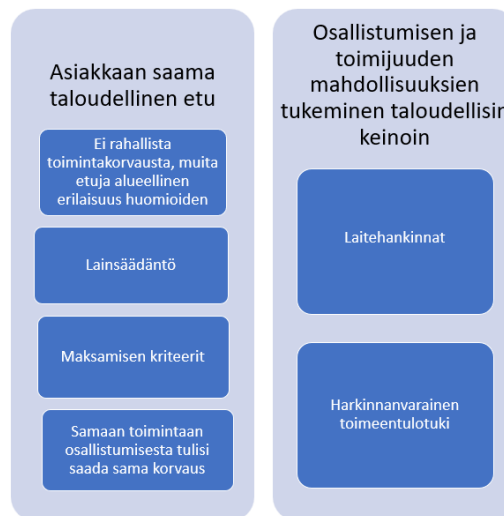 Asiakkaan saama
taloudellinen etu
Ei rahallista
toimintakorvausta, muita
etuja alueellinen
erilaisuus huomioiden
Lainsäädäntö
Maksamisen kriteerit
Samaan toimintaan
osallistumisesta tulisi
saada sama korvaus
Osallistumisen ja
toimijuuden
mahdollisuuksien
tukeminen taloudellisin
keinoin
Laitehankinnat
Harkinnanvarainen
toimeentulotuki